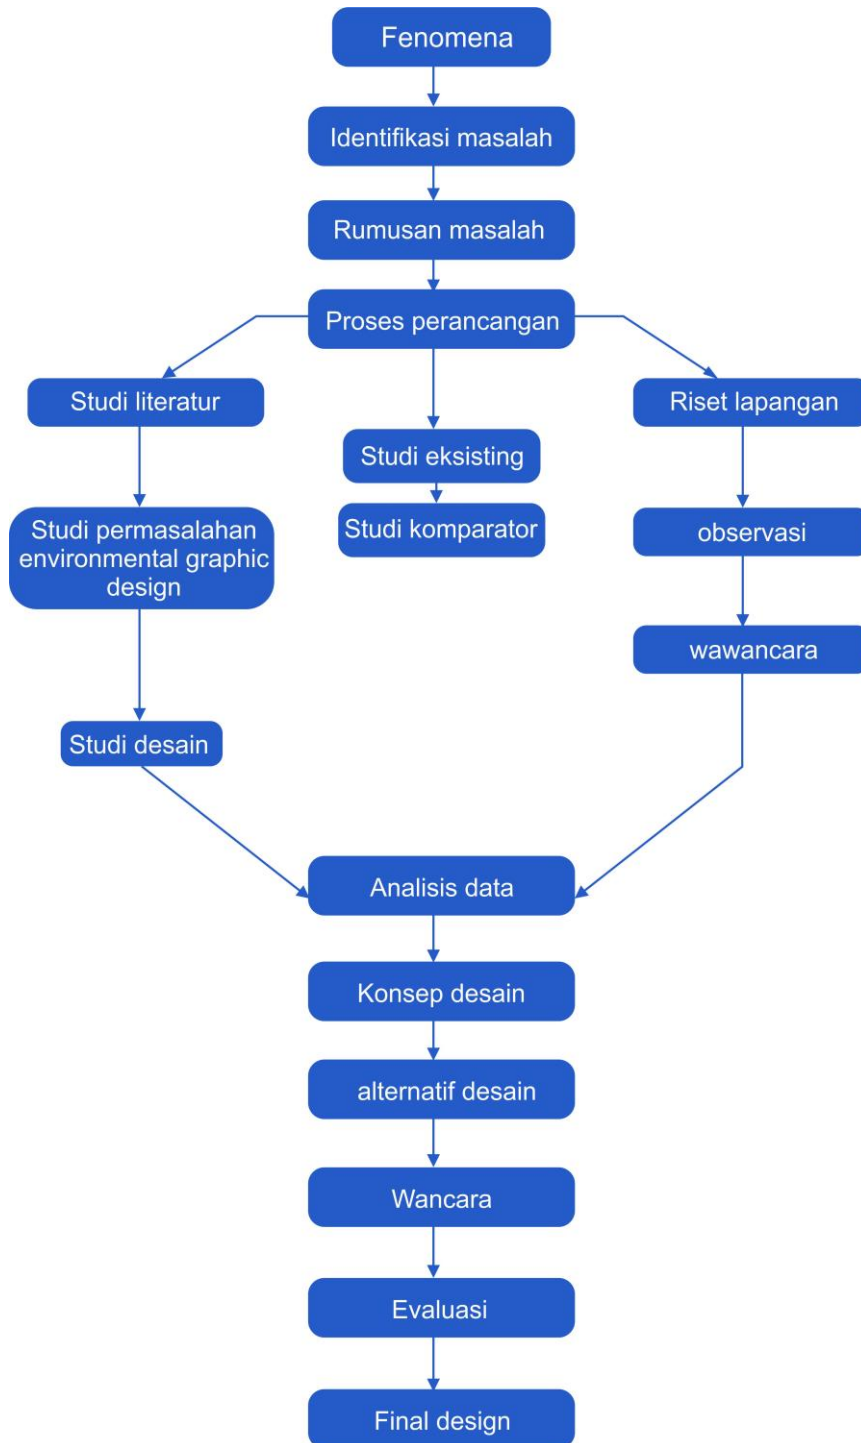 Fenomena
Identifikasi masalah
Rumusan masalah
Proses perancangan
Studi literatur
Riset lapangan
Studi eksisting
Studi permasalahan
environmental graphic
design
Studi komparator
observasi
wawancara
Studi desain
Analisis data
Konsep desain
alternatif desain
Wancara
Evaluasi
Final design